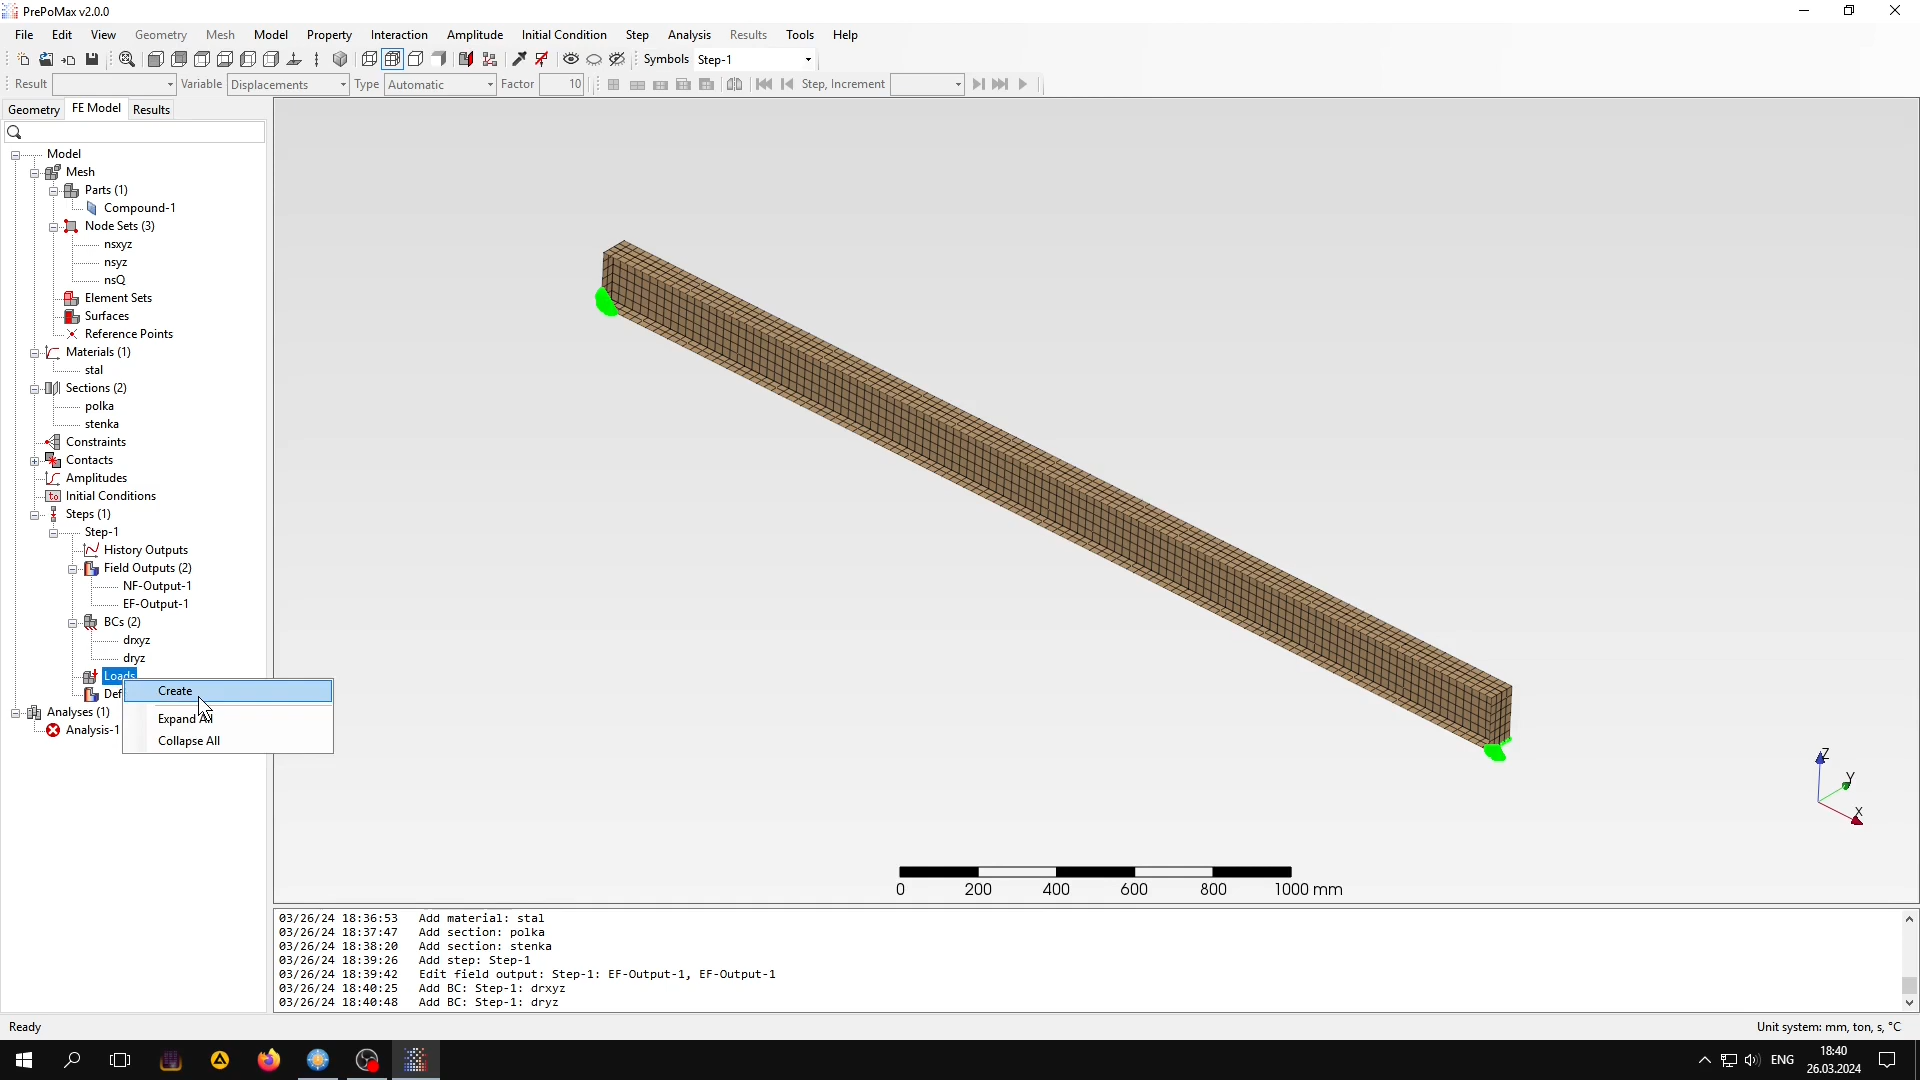 PrePoMax v2.0.0
File Edit View Geometry Mesh Model Property Interaction Amplitude Initial Condition Step Analysis Results Tools Help
Symbols Step-1
Result Variable Displacements Type Automatic Factor 10 Step, Increment
Geometry FE Model Results
Model
Mesh
Parts (1)
Compound-1
Node Sets (3)
nsxyz
nsyz
nsQ
Element Sets
Surfaces
Reference Points
Materials (1)
stal
Sections (2)
polka
stenka
Constraints
Contacts
Amplitudes
Initial Conditions
Steps (1)
Step-1
History Outputs
Field Outputs (2)
NF-Output-1
EF-Output-1
BCs (2)
drxyz
dryz
Loads
Def
Analyses (1)
Analysis-1
Create
Expand All
Collapse All
Z
Y
X
0 200 400 600 800 1000 mm
03/26/24 18:36:53 Add material: stal
03/26/24 18:37:47 Add section: polka
03/26/24 18:38:20 Add section: stenka
03/26/24 18:39:26 Add step: Step-1
03/26/24 18:39:42 Edit field output: Step-1: EF-Output-1, EF-Output-1
03/26/24 18:40:25 Add BC: Step-1: drxyz
03/26/24 18:40:48 Add BC: Step-1: dryz
Ready
Unit system: mm, ton, s, °C
ENG
18:40
26.03.2024